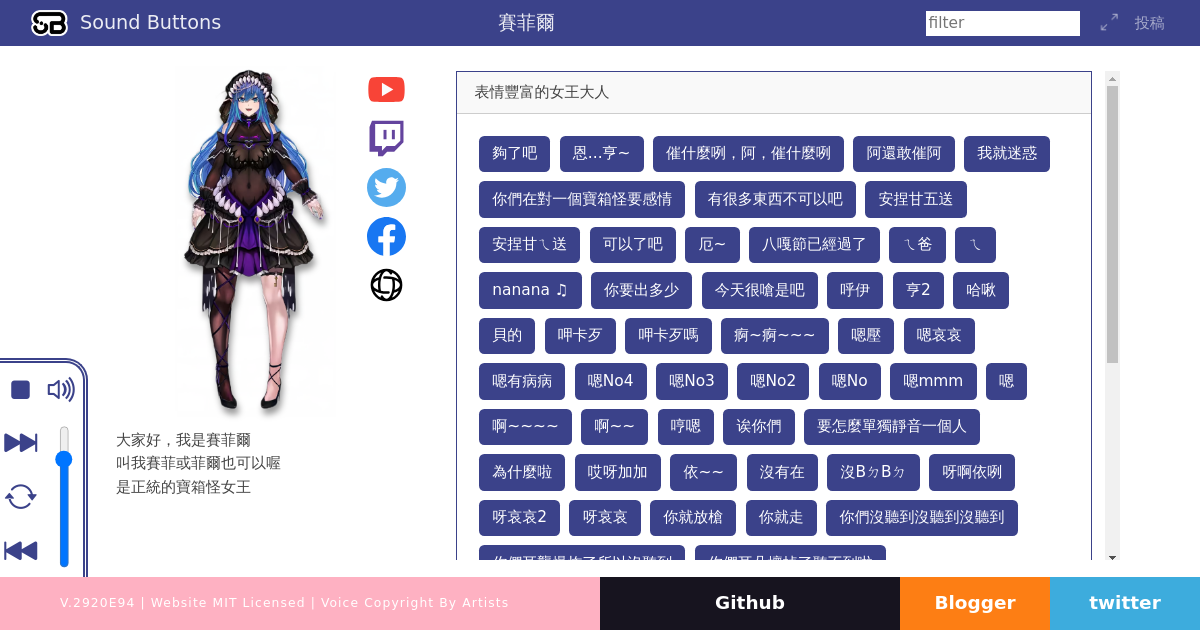 Sound Buttons
賽菲爾
filter
投稿
表情豐富的女王大人
夠了吧 恩...亨~ 催什麼咧，阿，催什麼咧 阿還敢催阿 我就迷惑
你們在對一個寶箱怪要感情 有很多東西不可以吧 安捏甘五送
安捏甘ㄟ送 可以了吧 厄~ 八嘎節已經過了 ㄟ爸 ㄟ
nanana ♫ 你要出多少 今天很嗆是吧 呼伊 亨2 哈啾
貝的 呷卡歹 呷卡歹嗎 痾~痾~~~ 嗯壓 嗯哀哀
嗯有病病 嗯No4 嗯No3 嗯No2 嗯No 嗯mmm 嗯
啊~~~~ 啊~~ 哼嗯 诶你們 要怎麼單獨靜音一個人
為什麼啦 哎呀加加 依~~ 沒有在 沒BㄅBㄅ 呀啊依咧
呀哀哀2 呀哀哀 你就放槍 你就走 你們沒聽到沒聽到沒聽到
大家好，我是賽菲爾
叫我賽菲或菲爾也可以喔
是正統的寶箱怪女王
V.2920E94 | Website MIT Licensed | Voice Copyright By Artists
Github
Blogger
twitter